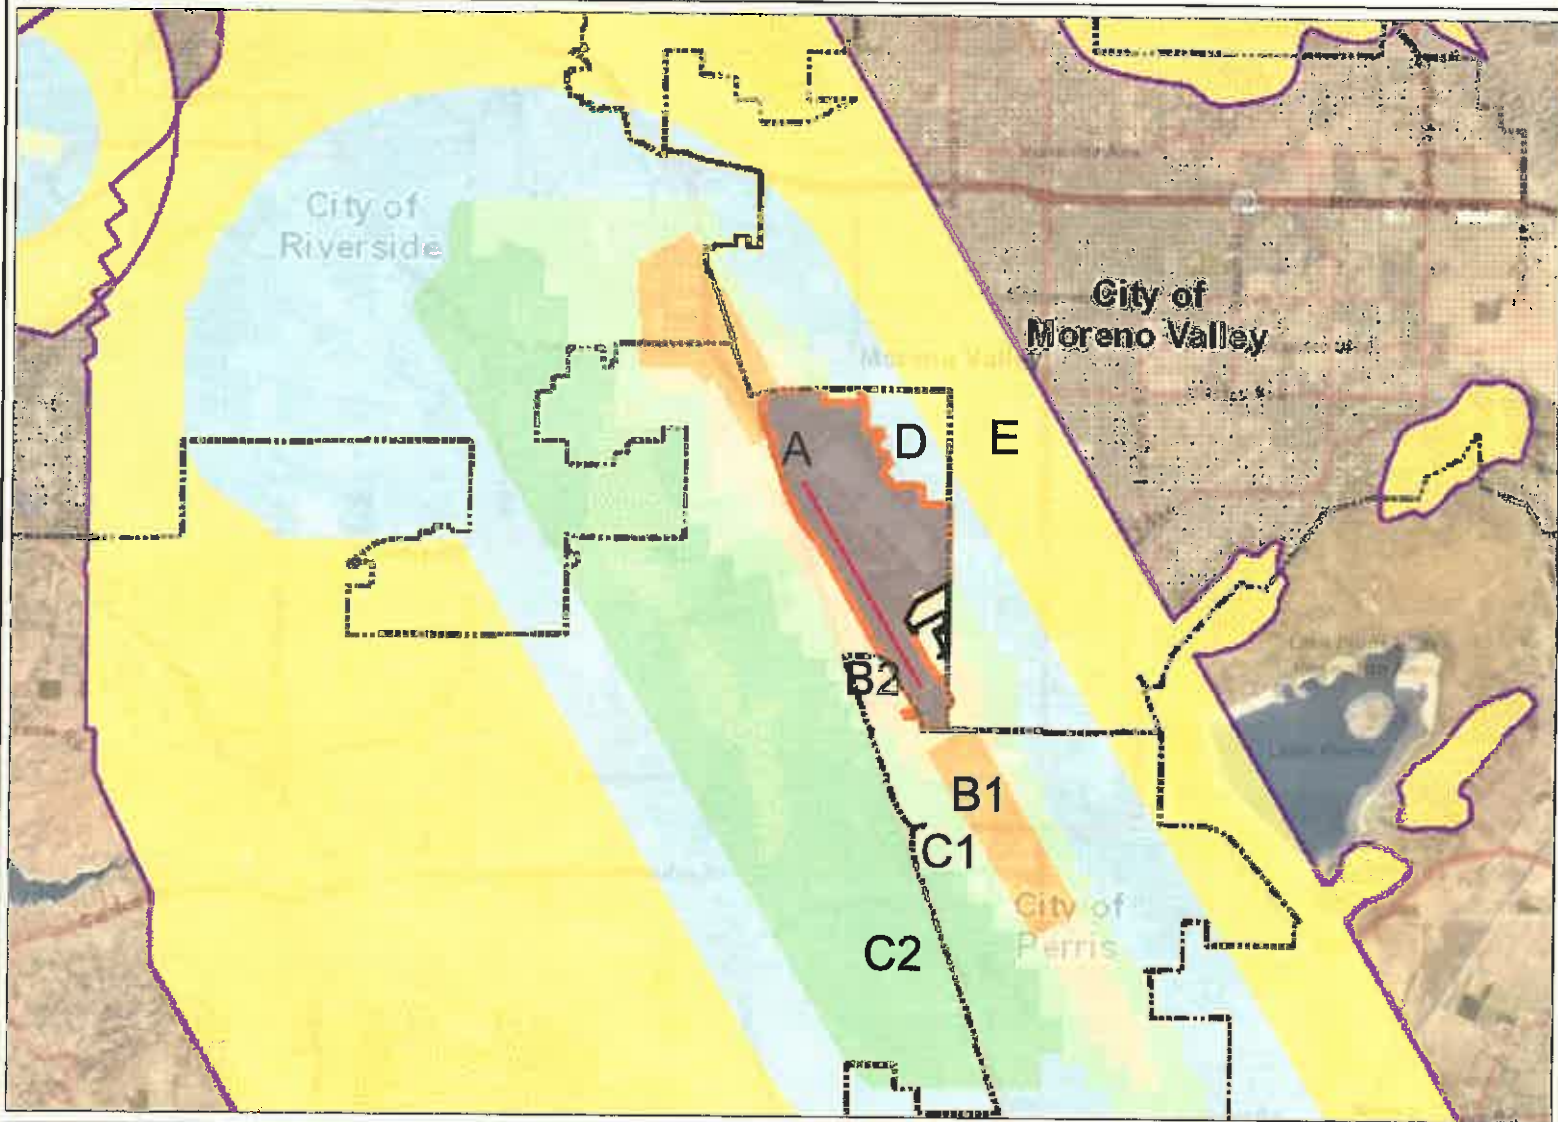 City of
Riverside
City of
Moreno Valley
Moreno Valley
A
D
E
B2
B1
C1
C2
City of
Perris